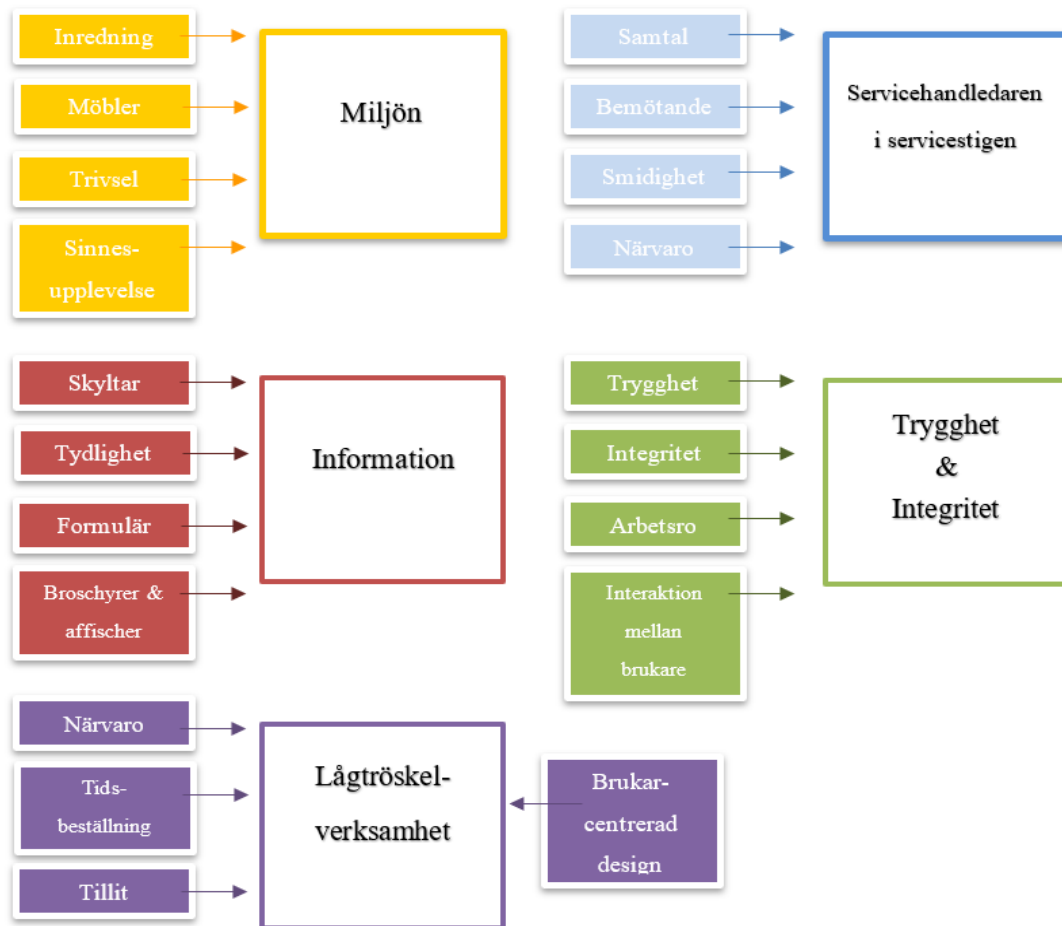 Inredning
Möbler
Trivsel
Sinnes-
upplevelse
Miljön
Samtal
Bemötande
Smidighet
Närvaro
Servicehandledaren
i servicestigen
Skyltar
Tydlighet
Formulär
Broschyrer &
affischer
Information
Trygghet
Integritet
Arbetsro
Interaktion
mellan
brukare
Trygghet
&
Integritet
Närvaro
Tids-
beställning
Tillit
Lågtröskel-
verksamhet
Brukar-
centrerad
design